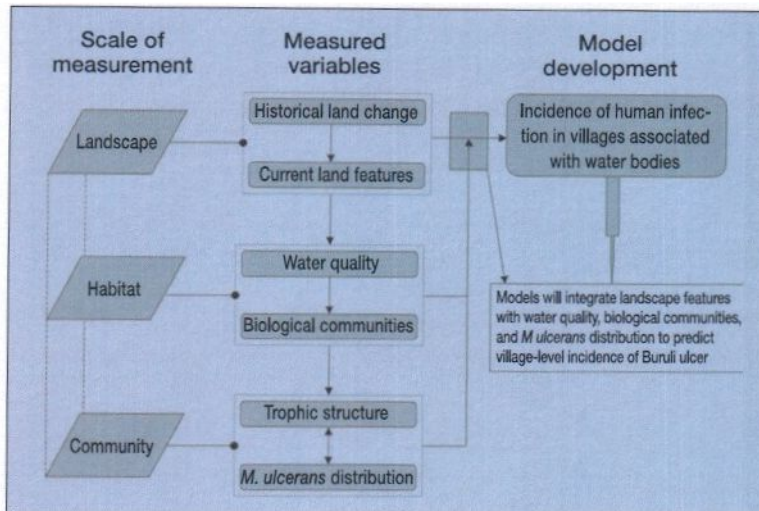 Scale of
measurement
Measured
variables
Model
development
Landscape
Historical land change
Current land features
Incidence of human infec-
tion in villages associated
with water bodies
Habitat
Water quality
Biological communities
Models will integrate landscape features
with water quality, biological communities,
and M ulcerans distribution to predict
village-level incidence of Buruli ulcer
Community
Trophic structure
M. ulcerans distribution